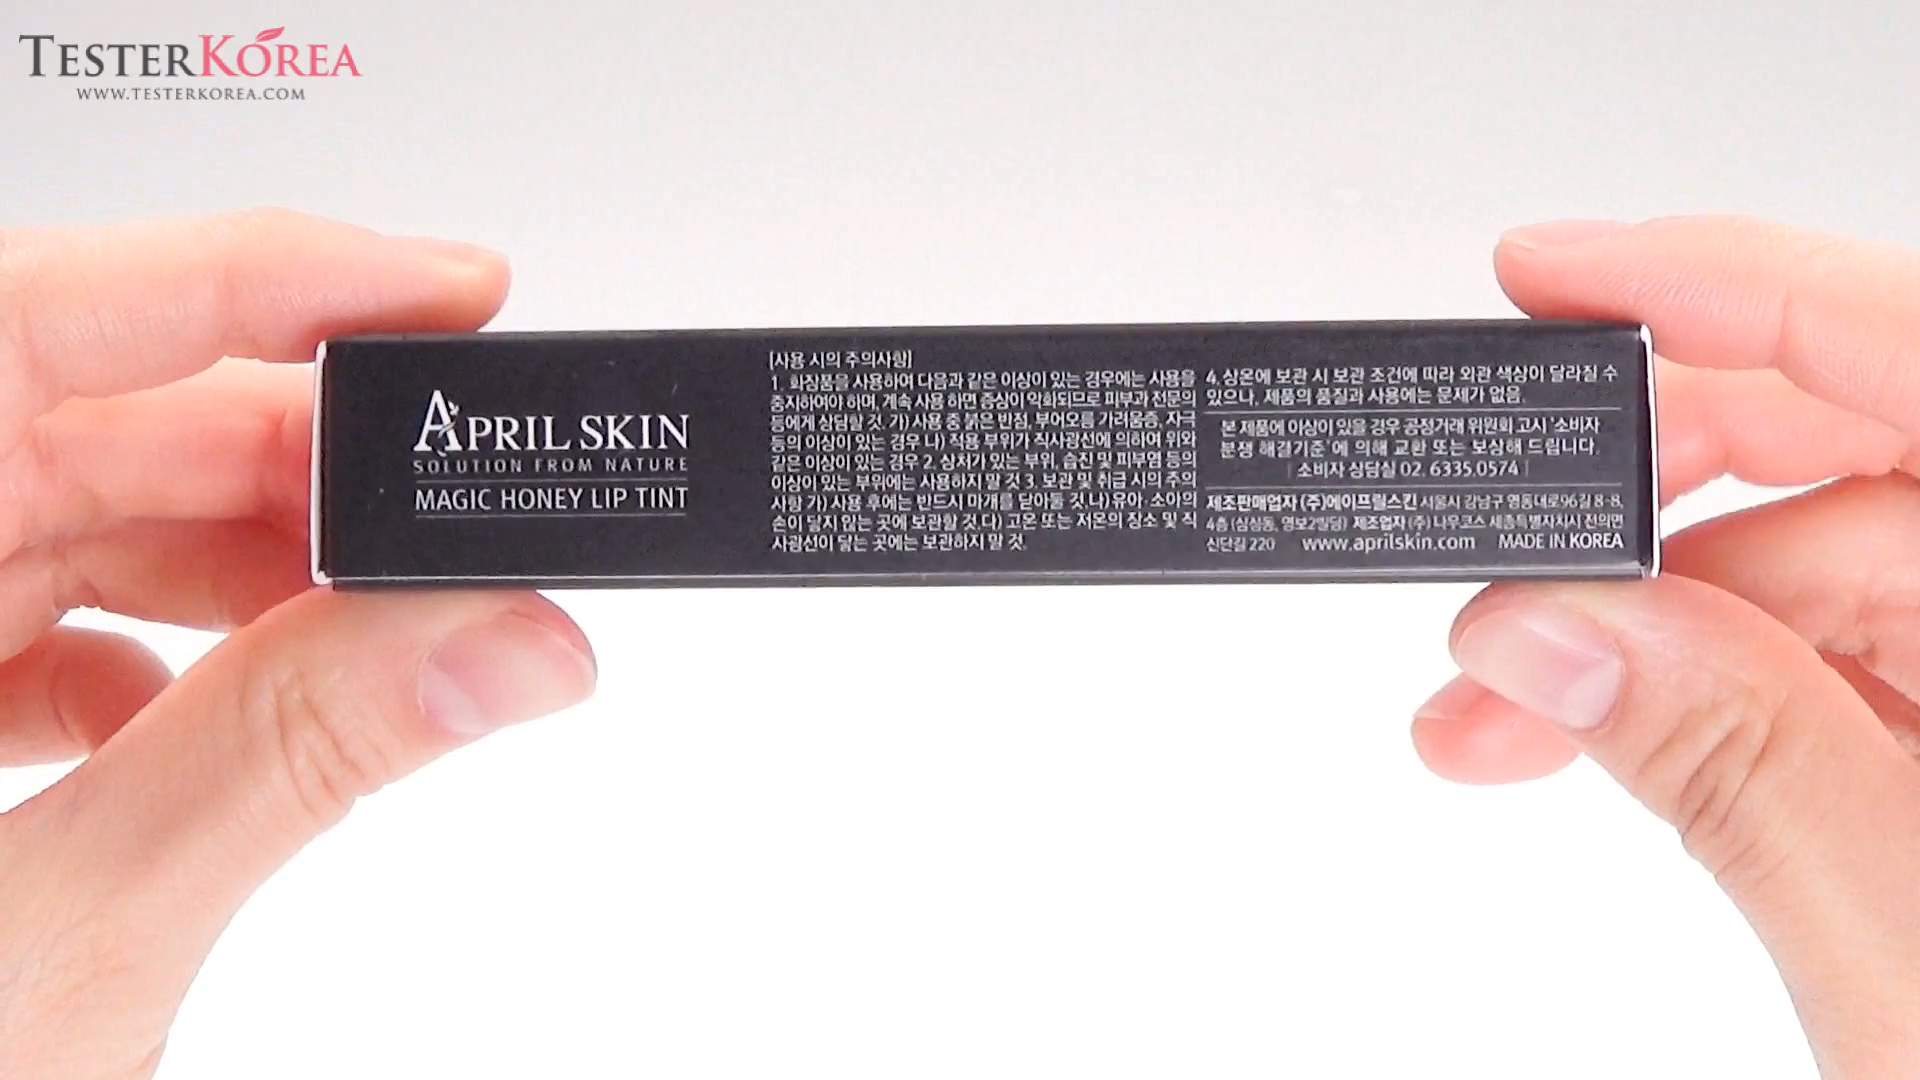 TESTERKOREA
WWW.TESTERKOREA.COM
APRIL SKIN
SOLUTION FROM NATURE
MAGIC HONEY LIP TINT
[사용 시의 주의사항]
1. 화장품을 사용하여 다음과 같은 이상이 있는 경우에는 사용을
중지하여야 하며, 계속 사용 하면 증상이 악화되므로 피부과 전문의
등에게 상담할 것. 가) 사용 중 붉은 반점, 부어오름 가려움증, 자극
등의 이상이 있는 경우 나) 적용 부위가 직사광선에 의하여 위와
같은 이상이 있는 경우 2. 상처가 있는 부위, 습진 및 피부염 등의
이상이 있는 부위에는 사용하지 말 것 3. 보관 및 취급 시의 주의
사항 가) 사용 후에는 반드시 마개를 닫아둘 것.나) 유아· 소아의
손이 닿지 않는 곳에 보관할 것.다) 고온 또는 저온의 장소 및 직
사광선이 닿는 곳에는 보관하지 말 것.
4. 상온에 보관 시 보관 조건에 따라 외관 색상이 달라질 수
있으나, 제품의 품질과 사용에는 문제가 없음.
본 제품에 이상이 있을 경우 공정거래 위원회 고시 '소비자
분쟁 해결기준'에 의해 교환 또는 보상해 드립니다.
| 소비자 상담실 02. 6335.0574 |
제조판매업자 (주)에이프릴스킨 서울시 강남구 영동대로96길 8-8,
4층 (삼성동, 영보2빌딩) 제조업자 (주) 나우코스 세종특별자치시 전의면
신단길 220 www.aprilskin.com MADE IN KOREA